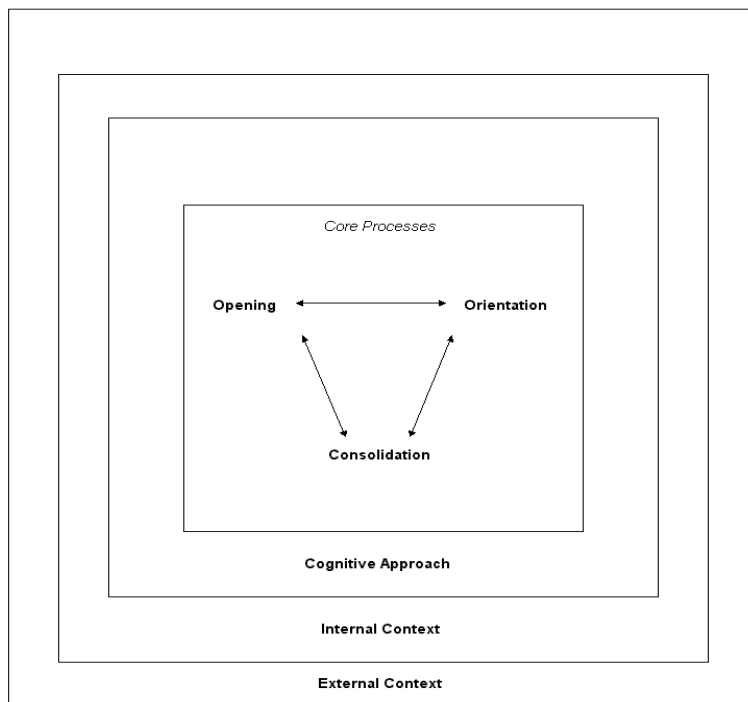 Core Processes
Opening
Orientation
Consolidation
Cognitive Approach
Internal Context
External Context